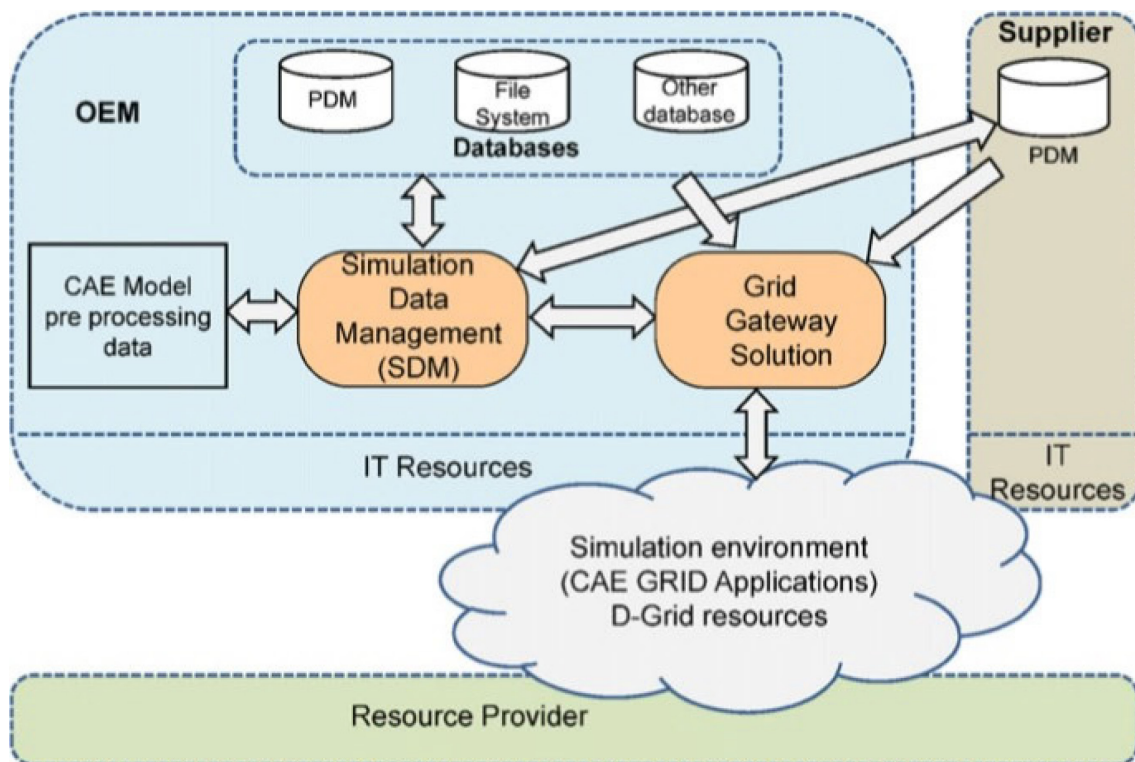 OEM
PDM
File
System
Other
database
Databases
Supplier
PDM
CAE Model
pre processing
data
Simulation
Data
Management
(SDM)
Grid
Gateway
Solution
IT Resources
IT
Resources
Simulation environment
(CAE GRID Applications)
D-Grid resources
Resource Provider